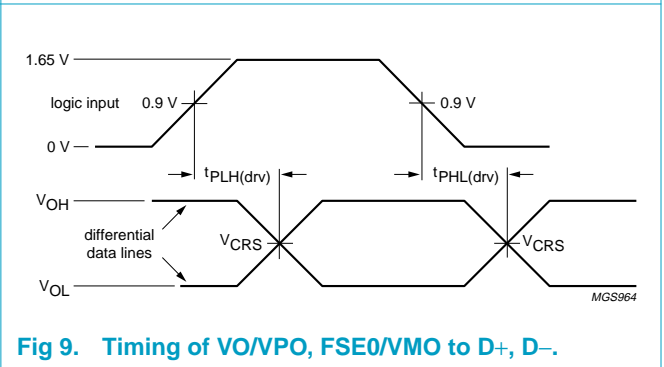 1.65 V
logic input
0.9 V
0.9 V
0 V
tPLH(drv)
tPHL(drv)
VOH
differential
data lines
VCRS
VCRS
VOL
MGS964
Fig 9. Timing of VO/VPO, FSE0/VMO to D+, D−.